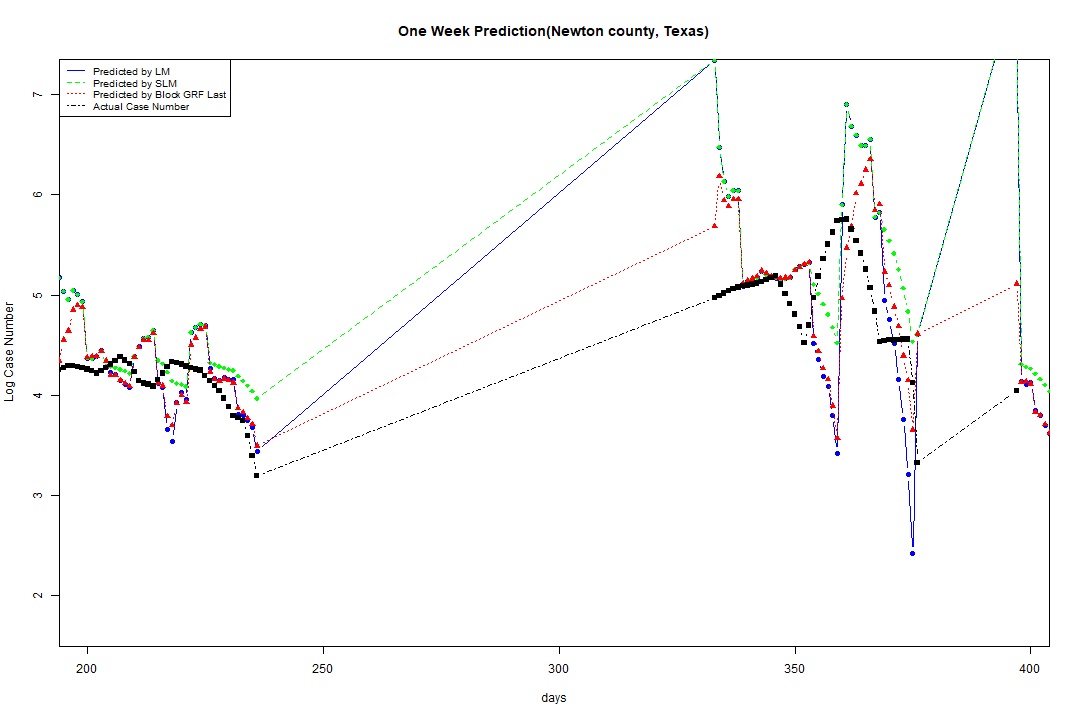 One Week Prediction(Newton county, Texas)
Predicted by LM
Predicted by SLM
Predicted by Block GRF Last
Actual Case Number
7
6
5
4
3
2
Log Case Number
200 250 300 350 400
days